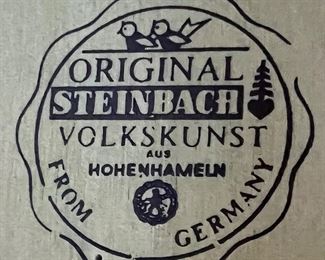 ORIGINAL
STEINBACH
VOLKSKUNST
AUS
HOHENHAMELN
FROM GERMANY